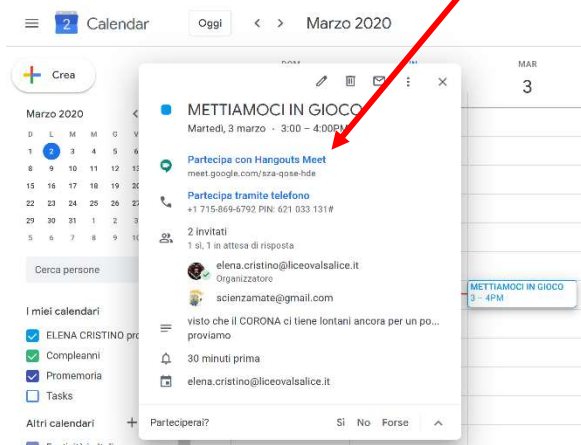 2 Calendar Oggi < > Marzo 2020
Crea
Marzo 2020 <
D L M M G V
1 2 3 4 5 6
8 9 10 11 12 13
15 16 17 18 19 20
22 23 24 25 26 27
29 30 31 1 2 3
5 6 7 8 9 10
Cerca persone
I miei calendari
ELENA CRISTINO pro
Compleanni
Promemoria
Tasks
Altri calendari +
METTIAMOCI IN GIOCO
Martedì, 3 marzo · 3:00 – 4:00PM
Partecipa con Hangouts Meet
meet.google.com/sza-qose-hde
Partecipa tramite telefono
+1 715-869-6792 PIN: 621 033 131#
2 invitati
1 sì, 1 in attesa di risposta
elena.cristino@liceovalsalice.it
Organizzatore
scienzamate@gmail.com
visto che il CORONA ci tiene lontani ancora per un po...
proviamo
30 minuti prima
elena.cristino@liceovalsalice.it
Parteciperai? Sì No Forse
MAR
3
METTIAMOCI IN GIOCO
3 – 4PM